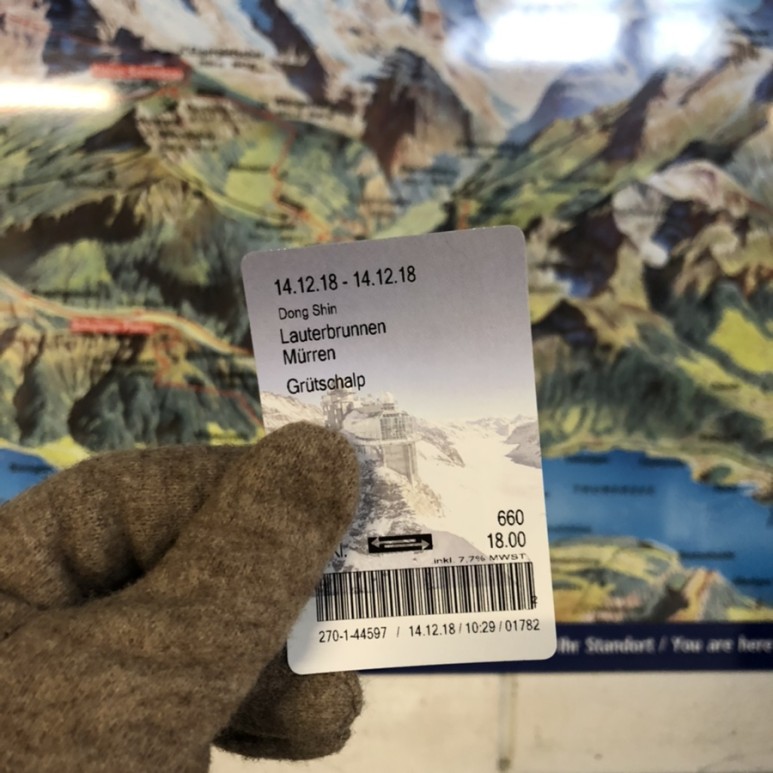 14.12.18 - 14.12.18
Dong Shin
Lauterbrunnen
Mürren
Grütschalp
660
18.00
inkl. 7.7% MWST
270-1-44597 / 14.12.18 / 10:29 / 01782
Ihr Standort / You are here